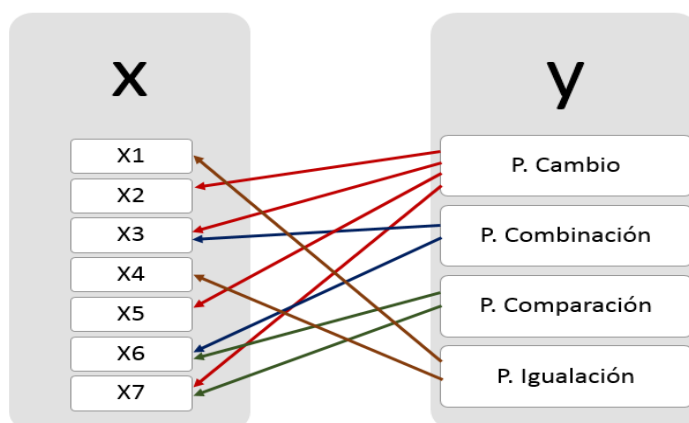 x
X1
X2
X3
X4
X5
X6
X7
y
P. Cambio
P. Combinación
P. Comparación
P. Igualación